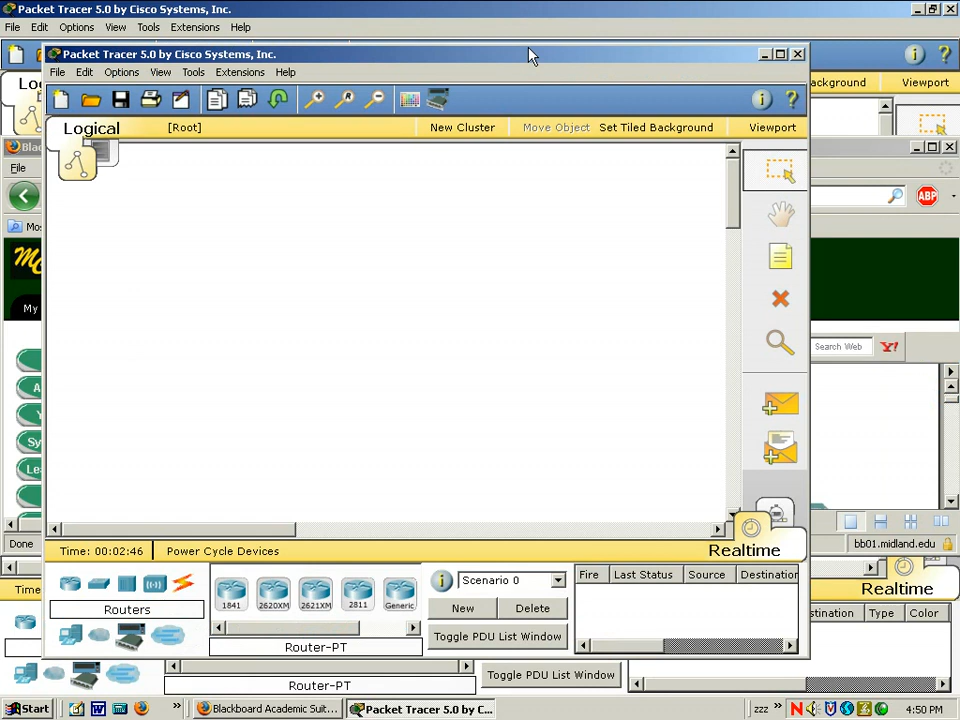 Packet Tracer 5.0 by Cisco Systems, Inc.
File Edit Options View Tools Extensions Help
Packet Tracer 5.0 by Cisco Systems, Inc.
File Edit Options View Tools Extensions Help
Logical [Root] New Cluster Move Object Set Tiled Background Viewport
Viewport
File
ABP
My
Search Web
Y!
Time: 00:02:46 Power Cycle Devices
Realtime
Routers
1841 2620XM 2621XM 2811 Generic
Router-PT
Scenario 0
New Delete
Toggle PDU List Window
Fire Last Status Source Destination
Done
bb01.midland.edu
Time:
Realtime
Type Color
Router-PT
Toggle PDU List Window
Start
Blackboard Academic Suit...
Packet Tracer 5.0 by C...
zzz
4:50 PM